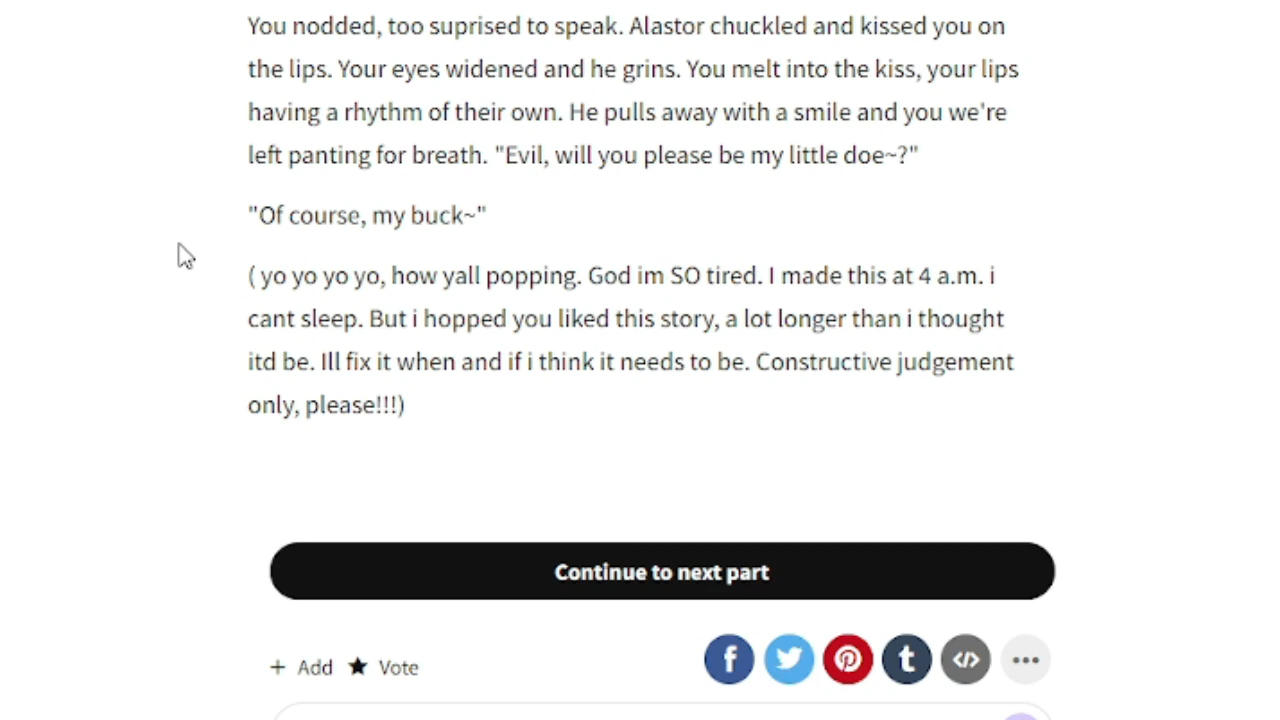 You nodded, too suprised to speak. Alastor chuckled and kissed you on
the lips. Your eyes widened and he grins. You melt into the kiss, your lips
having a rhythm of their own. He pulls away with a smile and you we're
left panting for breath. "Evil, will you please be my little doe~?"
"Of course, my buck~"
( yo yo yo yo, how yall popping. God im SO tired. I made this at 4 a.m. i
cant sleep. But i hopped you liked this story, a lot longer than i thought
itd be. Ill fix it when and if i think it needs to be. Constructive judgement
only, please!!!)
Continue to next part
+ Add ★ Vote